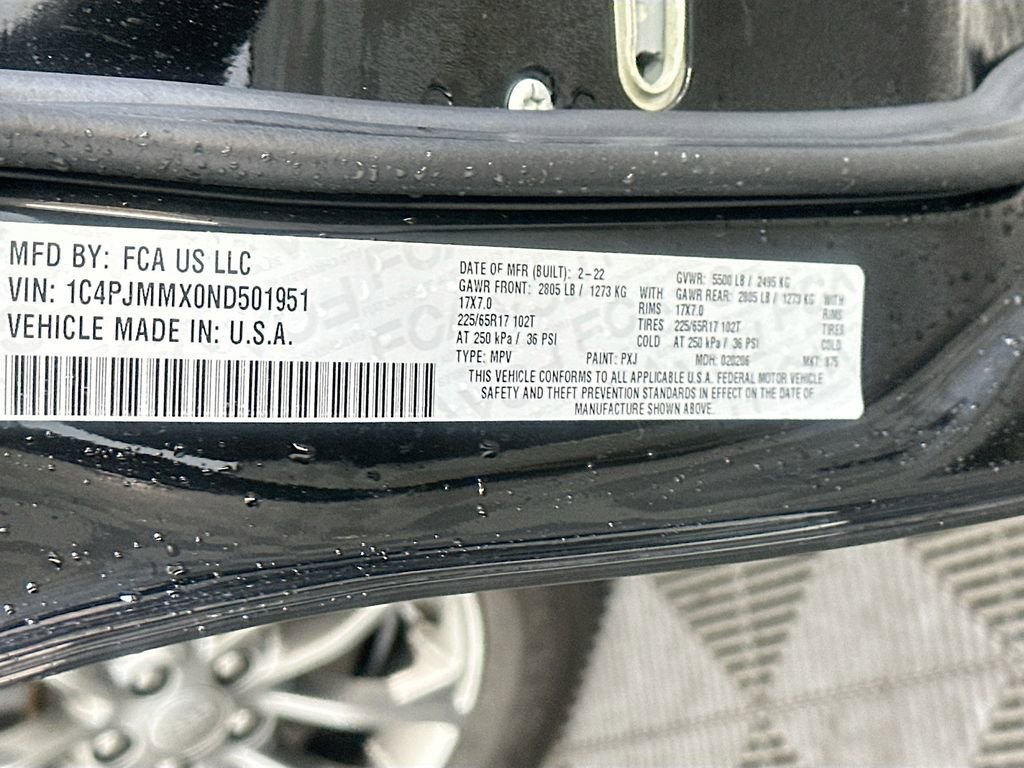 MFD BY: FCA US LLC
VIN: 1C4PJMMX0ND501951
VEHICLE MADE IN: U.S.A.
DATE OF MFR (BUILT): 2-22 GVWR: 5500 LB / 2495 KG
GAWR FRONT: 2805 LB / 1273 KG WITH GAWR REAR: 2805 LB / 1273 KG WITH
17X7.0 RIMS 17X7.0 RIMS
225/65R17 102T TIRES 225/65R17 102T TIRES
AT 250 kPa / 36 PSI COLD AT 250 kPa / 36 PSI COLD
TYPE: MPV PAINT: PXJ MDH: 020206 MKT: 875
THIS VEHICLE CONFORMS TO ALL APPLICABLE U.S.A. FEDERAL MOTOR VEHICLE
SAFETY AND THEFT PREVENTION STANDARDS IN EFFECT ON THE DATE OF
MANUFACTURE SHOWN ABOVE.